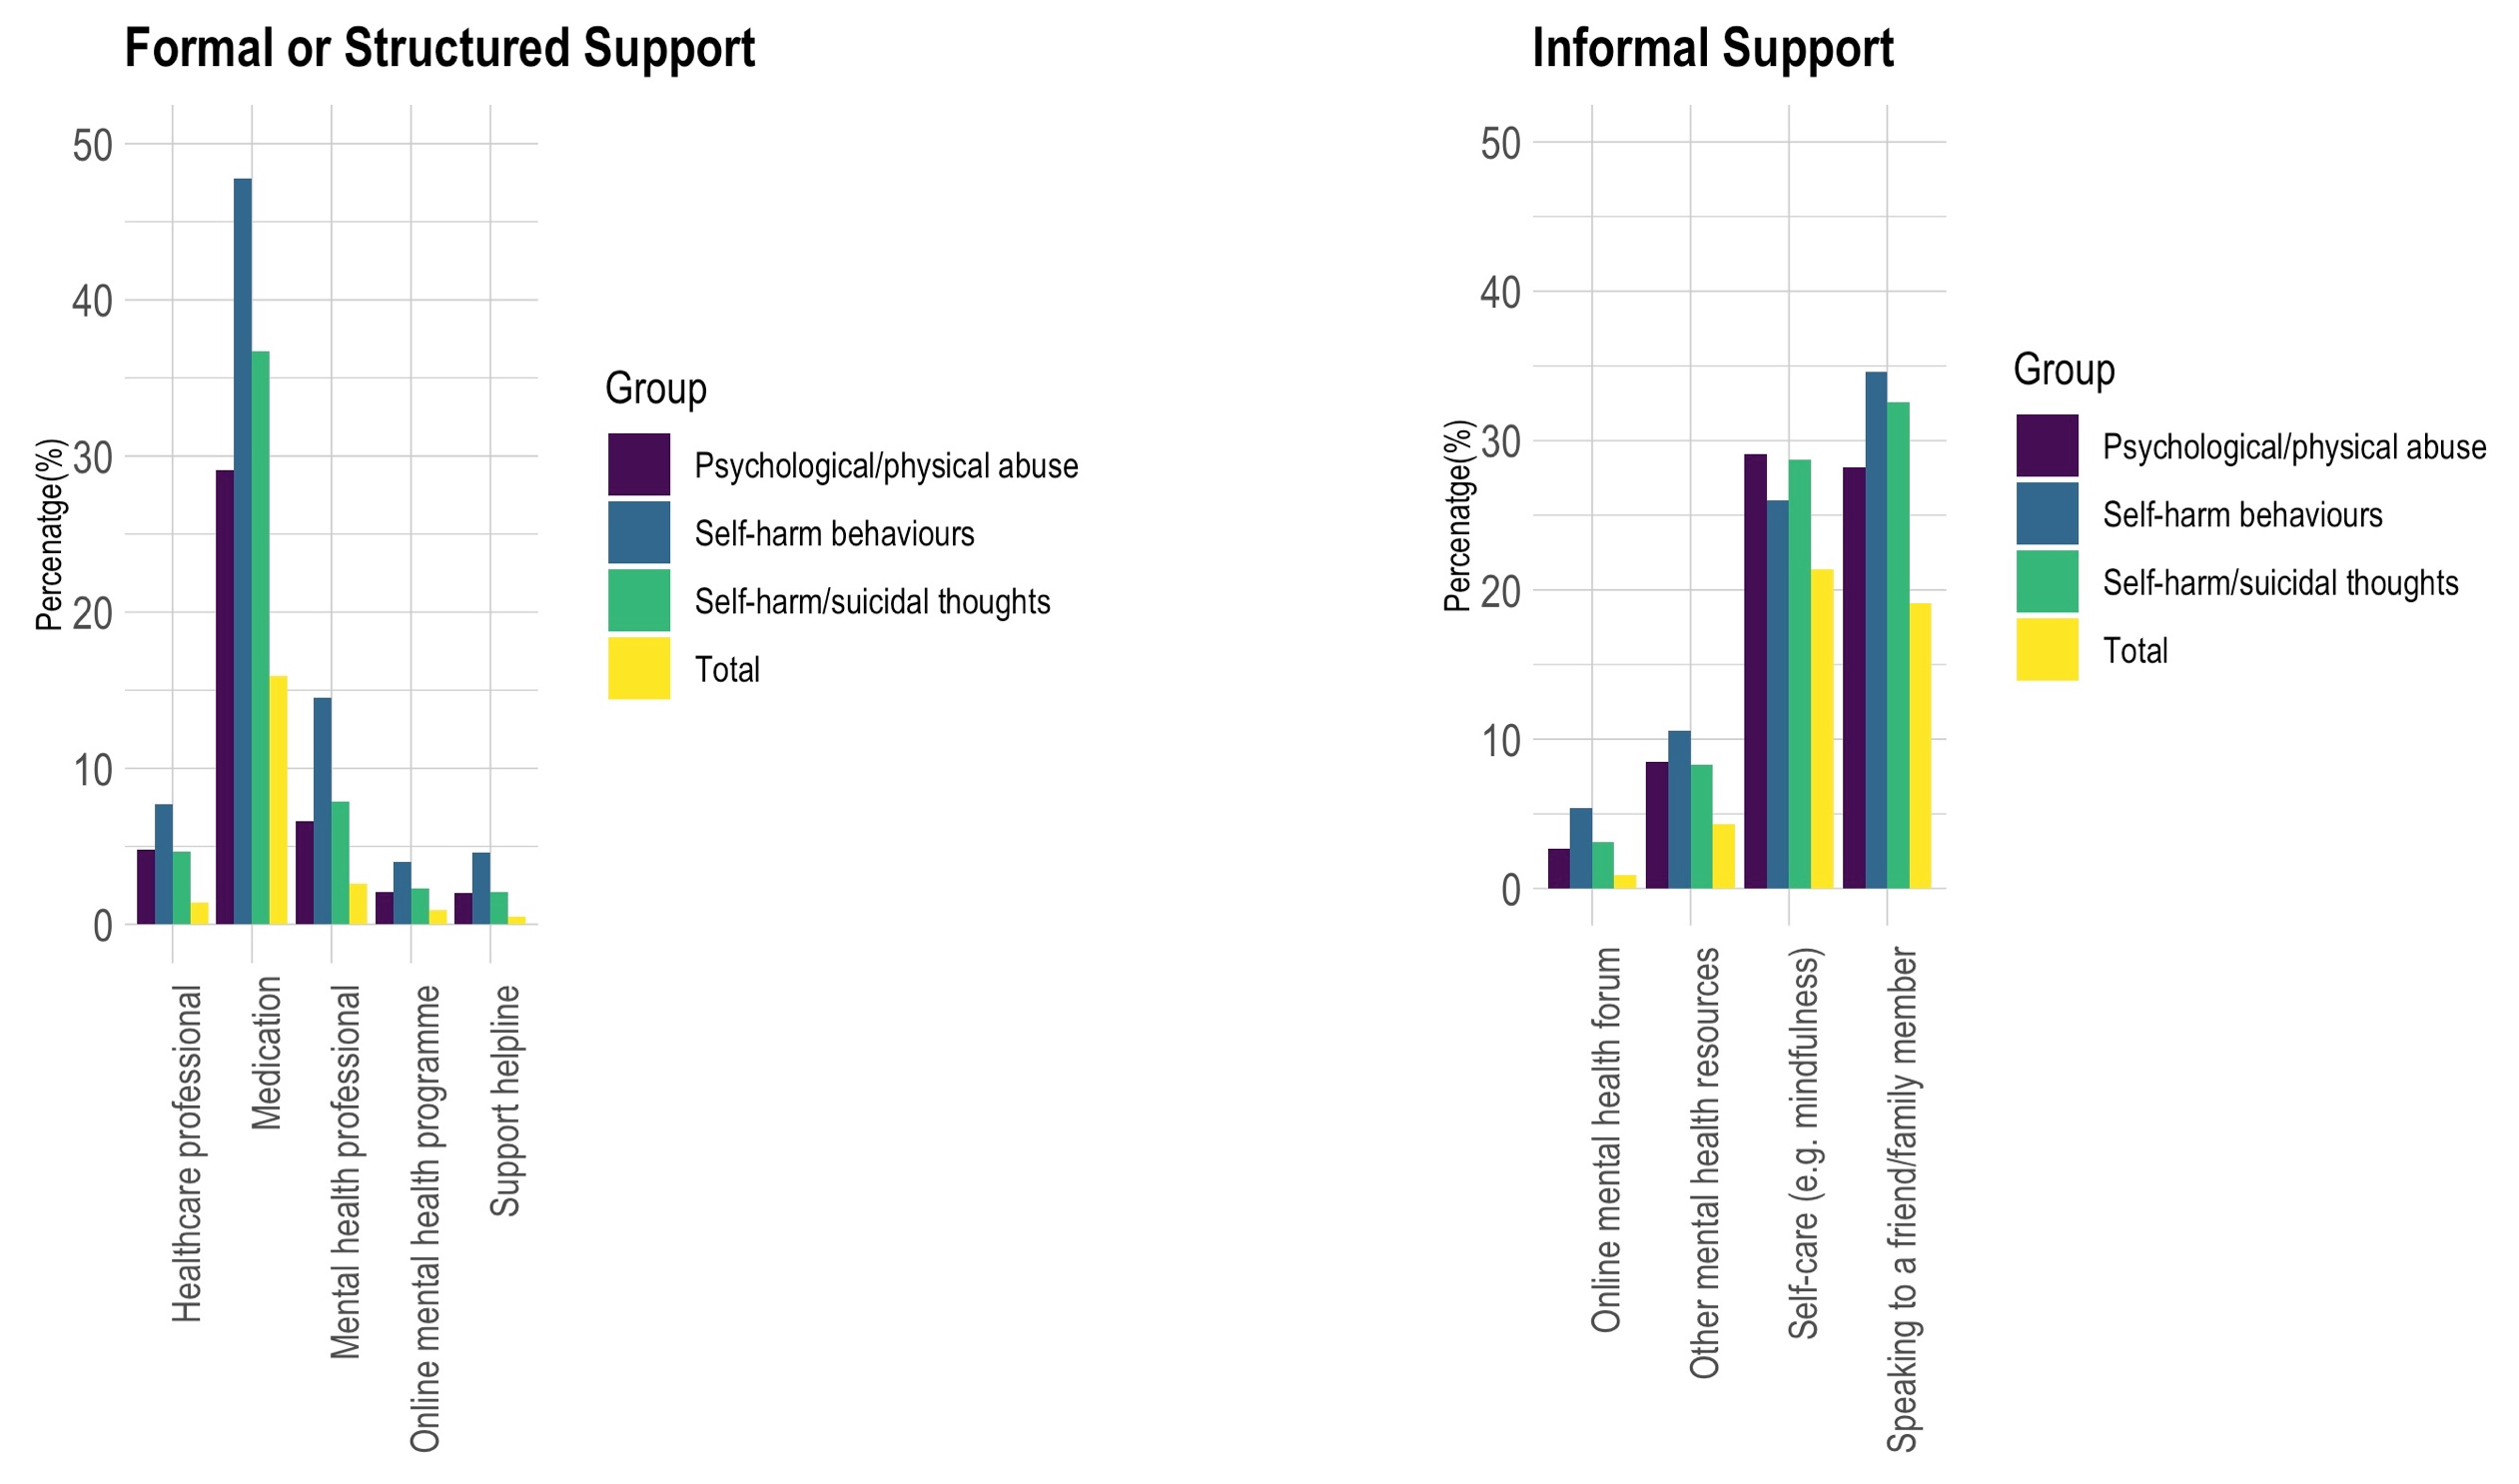 Formal or Structured Support
50
40
30
20
10
0
Percenatge(%)
Healthcare professional
Medication
Mental health professional
Online mental health programme
Support helpline
Group
Psychological/physical abuse
Self-harm behaviours
Self-harm/suicidal thoughts
Total
Informal Support
50
40
30
20
10
0
Percenatge(%)
Online mental health forum
Other mental health resources
Self-care (e.g. mindfulness)
Speaking to a friend/family member
Group
Psychological/physical abuse
Self-harm behaviours
Self-harm/suicidal thoughts
Total